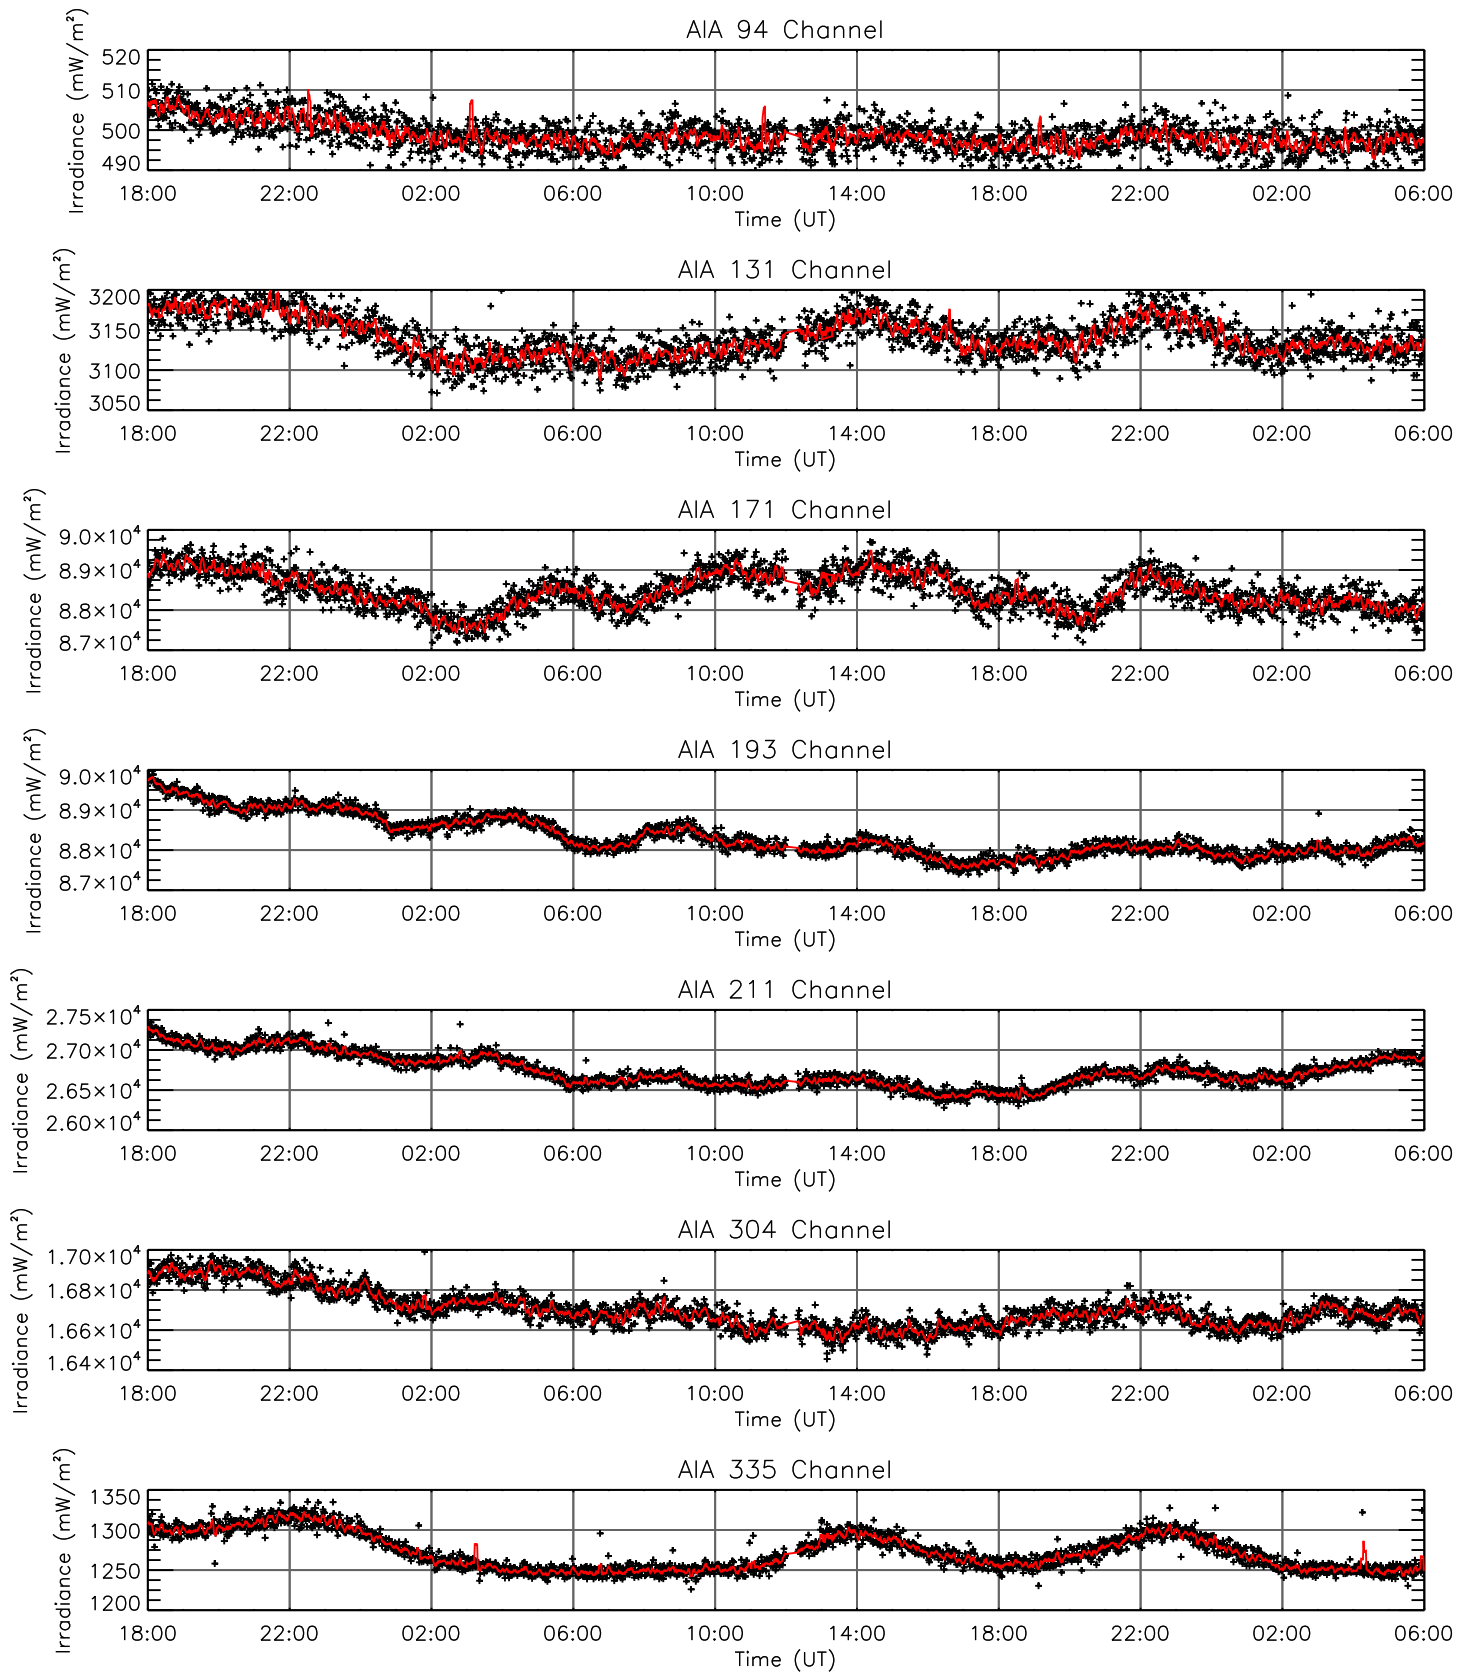 AIA 94 Channel
Irradiance (mW/m²)
520
510
500
490
18:00 22:00 02:00 06:00 10:00 14:00 18:00 22:00 02:00 06:00
Time (UT)
AIA 131 Channel
Irradiance (mW/m²)
3200
3150
3100
3050
18:00 22:00 02:00 06:00 10:00 14:00 18:00 22:00 02:00 06:00
Time (UT)
AIA 171 Channel
Irradiance (mW/m²)
9.0×10⁴
8.9×10⁴
8.8×10⁴
8.7×10⁴
18:00 22:00 02:00 06:00 10:00 14:00 18:00 22:00 02:00 06:00
Time (UT)
AIA 193 Channel
Irradiance (mW/m²)
9.0×10⁴
8.9×10⁴
8.8×10⁴
8.7×10⁴
18:00 22:00 02:00 06:00 10:00 14:00 18:00 22:00 02:00 06:00
Time (UT)
AIA 211 Channel
Irradiance (mW/m²)
2.75×10⁴
2.70×10⁴
2.65×10⁴
2.60×10⁴
18:00 22:00 02:00 06:00 10:00 14:00 18:00 22:00 02:00 06:00
Time (UT)
AIA 304 Channel
Irradiance (mW/m²)
1.70×10⁴
1.68×10⁴
1.66×10⁴
1.64×10⁴
18:00 22:00 02:00 06:00 10:00 14:00 18:00 22:00 02:00 06:00
Time (UT)
AIA 335 Channel
Irradiance (mW/m²)
1350
1300
1250
1200
18:00 22:00 02:00 06:00 10:00 14:00 18:00 22:00 02:00 06:00
Time (UT)